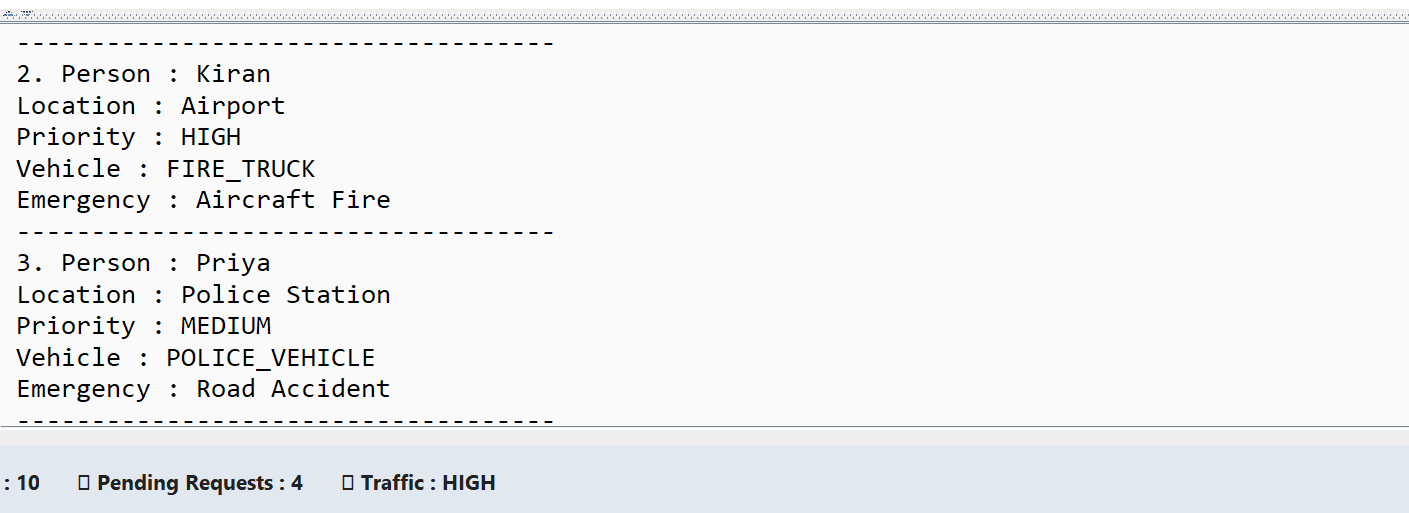 ------------------------------------
2. Person : Kiran
Location : Airport
Priority : HIGH
Vehicle : FIRE_TRUCK
Emergency : Aircraft Fire
------------------------------------
3. Person : Priya
Location : Police Station
Priority : MEDIUM
Vehicle : POLICE_VEHICLE
Emergency : Road Accident
------------------------------------
: 10 ▯ Pending Requests : 4 ▯ Traffic : HIGH